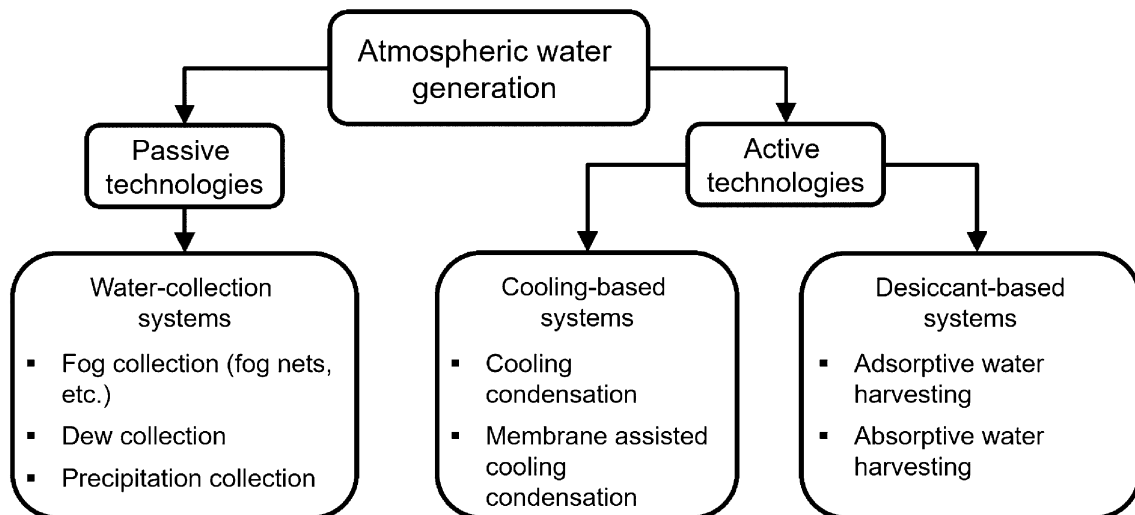 Atmospheric water
generation
Passive
technologies
Active
technologies
Water-collection
systems
▪ Fog collection (fog nets,
etc.)
▪ Dew collection
▪ Precipitation collection
Cooling-based
systems
▪ Cooling
condensation
▪ Membrane assisted
cooling
condensation
Desiccant-based
systems
▪ Adsorptive water
harvesting
▪ Absorptive water
harvesting